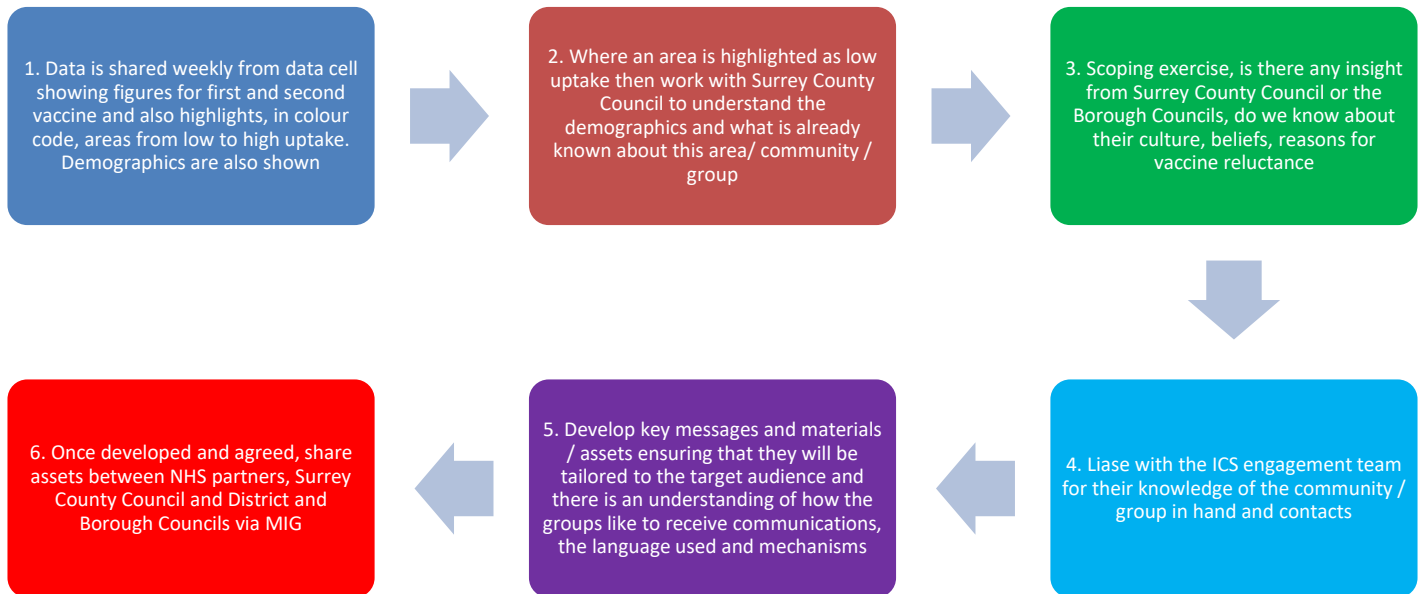 1. Data is shared weekly from data cell
showing figures for first and second
vaccine and also highlights, in colour
code, areas from low to high uptake.
Demographics are also shown
2. Where an area is highlighted as low
uptake then work with Surrey County
Council to understand the
demographics and what is already
known about this area/ community /
group
3. Scoping exercise, is there any insight
from Surrey County Council or the
Borough Councils, do we know about
their culture, beliefs, reasons for
vaccine reluctance
4. Liase with the ICS engagement team
for their knowledge of the community /
group in hand and contacts
5. Develop key messages and materials
/ assets ensuring that they will be
tailored to the target audience and
there is an understanding of how the
groups like to receive communications,
the language used and mechanisms
6. Once developed and agreed, share
assets between NHS partners, Surrey
County Council and District and
Borough Councils via MIG